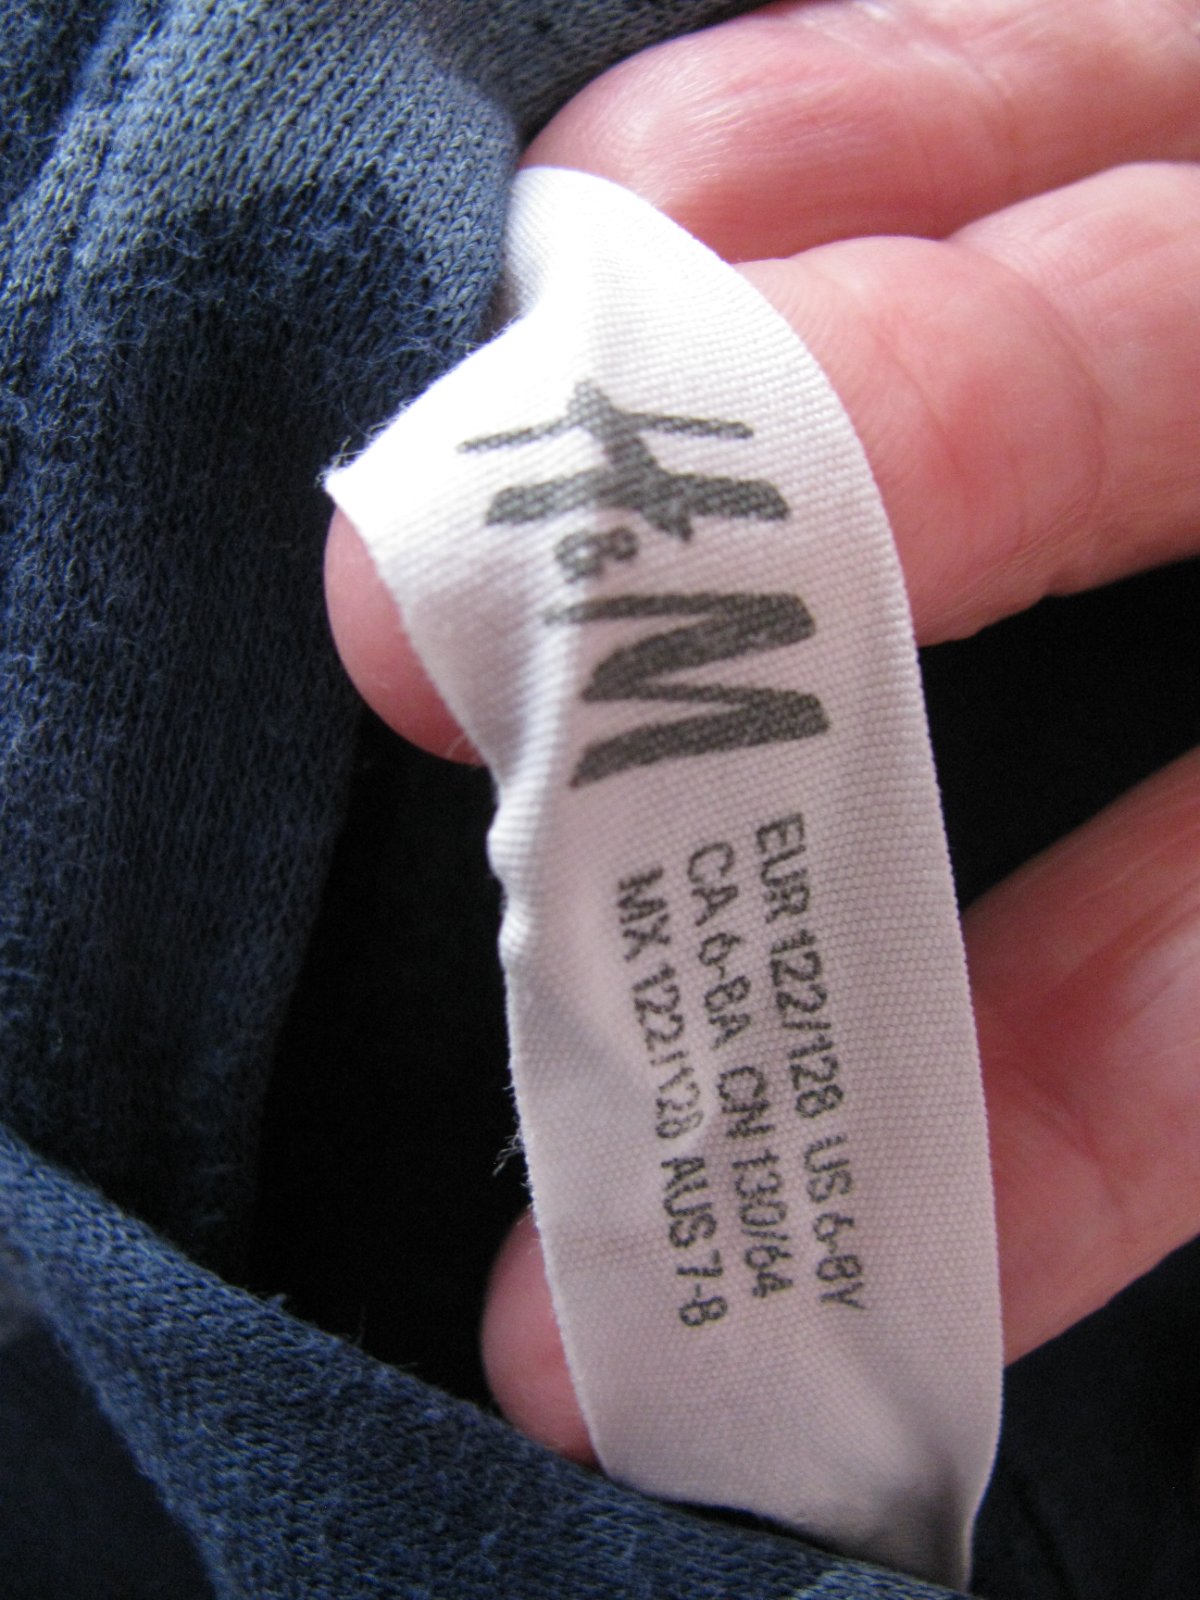 H&M
EUR 122/128 US 6-8Y
CA 6-8A CN 130/64
MX 122/128 AUS 7-8